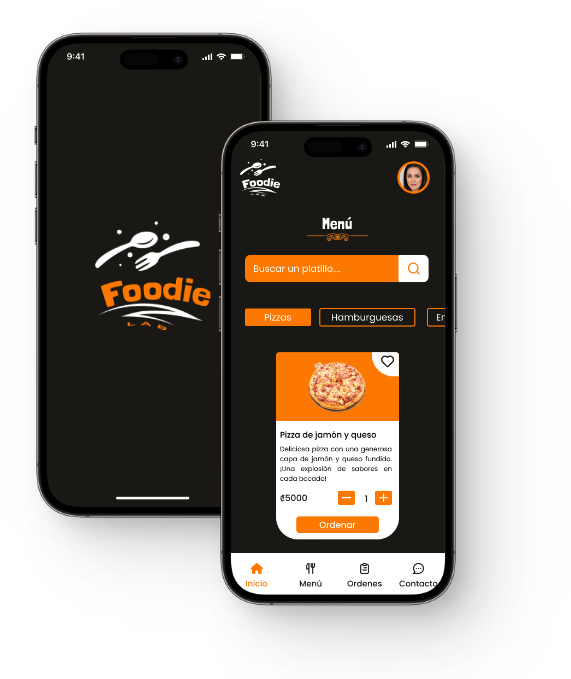 9:41
Foodie
LAB
9:41
Foodie
LAB
Menú
Buscar un platillo....
Pizzas
Hamburguesas
En
Pizza de jamón y queso
Deliciosa pizza con una generosa
capa de jamón y queso fundido.
¡Una explosión de sabores en
cada bocado!
₡5000
1
Ordenar
Inicio
Menú
Ordenes
Contacto